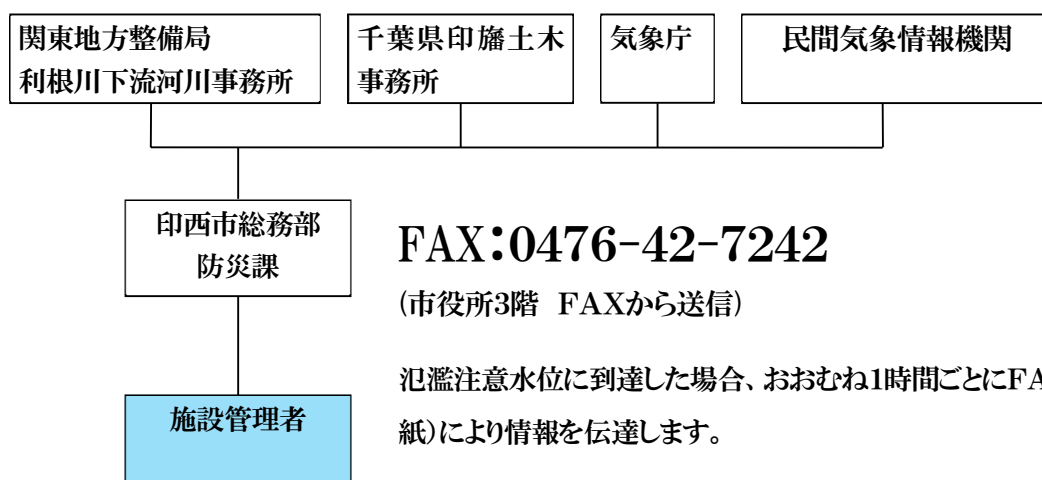 関東地方整備局
利根川下流河川事務所
千葉県印旛土木
事務所
気象庁
民間気象情報機関
印西市総務部
防災課
FAX:0476-42-7242
(市役所3階　FAXから送信)
氾濫注意水位に到達した場合、おおむね1時間ごとにFA
紙)により情報を伝達します。
施設管理者